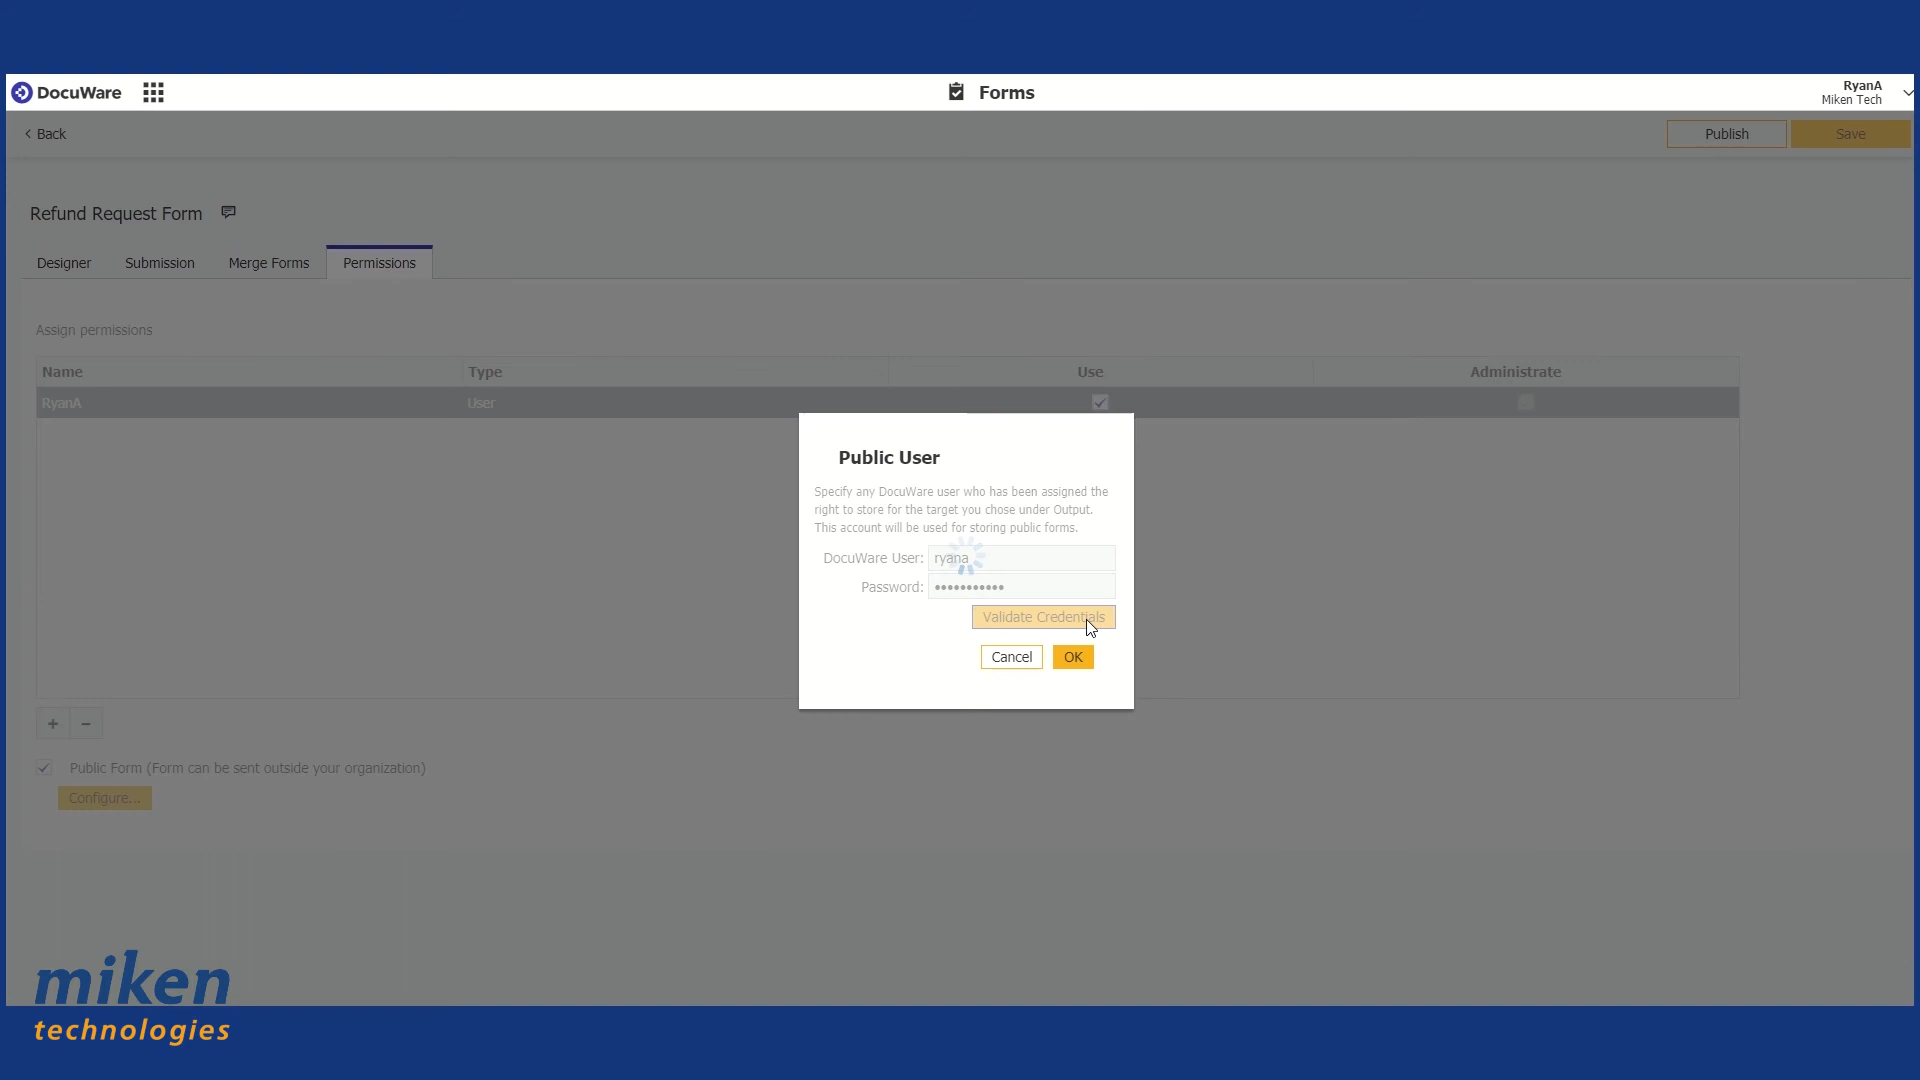 DocuWare
Forms
RyanA
Miken Tech
Back
Publish
Save
Refund Request Form
Designer
Submission
Merge Forms
Permissions
Assign permissions
Name
Type
Use
Administrate
RyanA
User
Public User
Specify any DocuWare user who has been assigned the
right to store for the target you chose under Output.
This account will be used for storing public forms.
DocuWare User: ryana
Password: •••••••••••
Validate Credentials
Cancel
OK
+ −
Public Form (Form can be sent outside your organization)
Configure...
miken
technologies